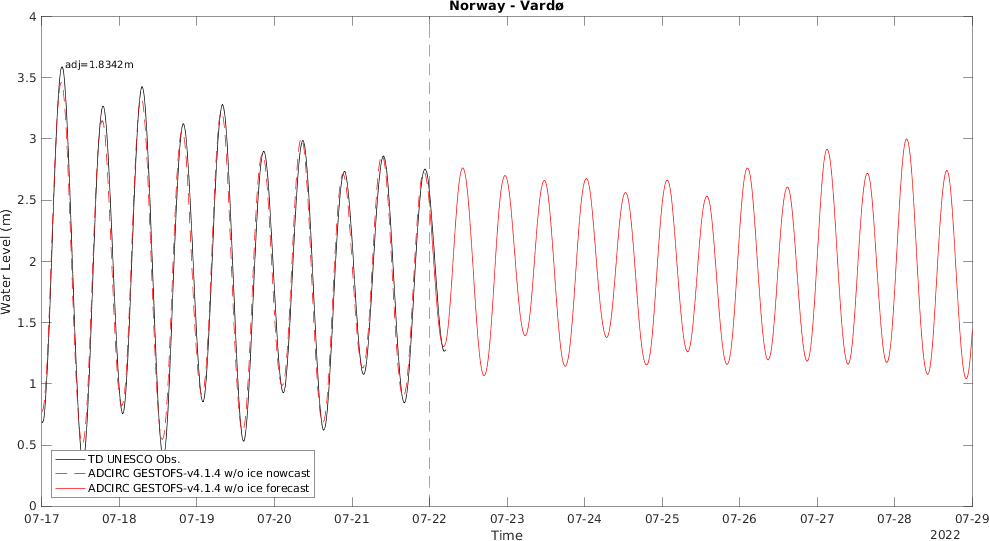 Norway - Vardø
4
3.5
3
2.5
2
1.5
1
0.5
0
Water Level (m)
adj=1.8342m
TD UNESCO Obs.
ADCIRC GESTOFS-v4.1.4 w/o ice nowcast
ADCIRC GESTOFS-v4.1.4 w/o ice forecast
07-17 07-18 07-19 07-20 07-21 07-22 07-23 07-24 07-25 07-26 07-27 07-28 07-29
Time
2022